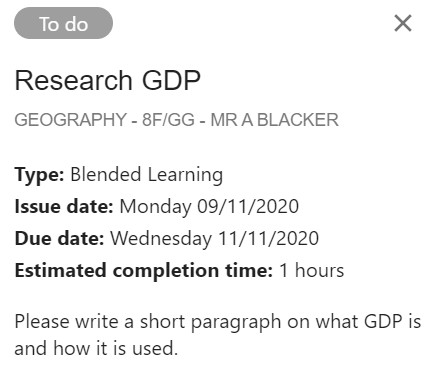 To do
Research GDP
GEOGRAPHY - 8F/GG - MR A BLACKER
Type: Blended Learning
Issue date: Monday 09/11/2020
Due date: Wednesday 11/11/2020
Estimated completion time: 1 hours
Please write a short paragraph on what GDP is
and how it is used.